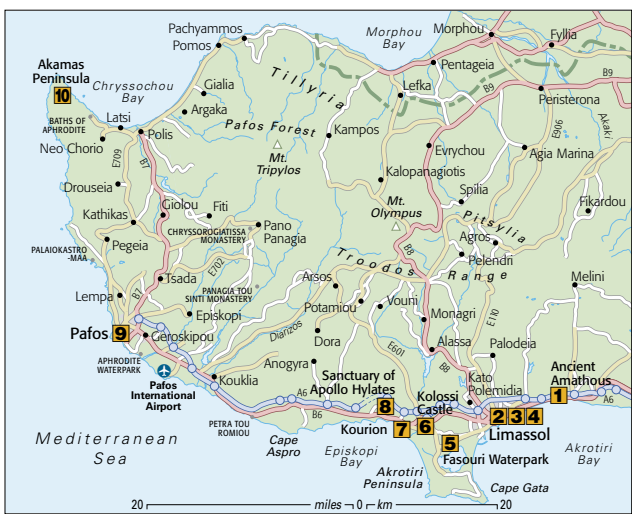 Pachyammos
Pomos
Morphou
Bay
Morphou
Fyllia
Akamas
Peninsula
10
Chryssochou
Bay
Gialia
Argaka
Tillyria
Pentageia
Lefka
B9
B9
Peristerona
BATHS OF
APHRODITE
Latsi
Polis
Neo Chorio
Pafos Forest
Kampos
E906
Akaki
E709
B7
Mt.
Tripylos
Evrychou
Agia Marina
Kalopanagiotis
Drouseia
Spilia
Fikardou
Giolou
Fiti
Mt.
Olympus
Pitsylia
Kathikas
CHRYSSOROGIATISSA
MONASTERY
Pano
Panagia
B8
Agros
Pegeia
PALAIOKASTRO
-MAA
E702
Troodos
Range
Pelendri
Tsada
PANAGIA TOU
SINTI MONASTERY
Arsos
Melini
Lempa
B7
Potamiou
Vouni
Monagri
E110
Episkopi
Diarizos
Pafos
9
Geroskipou
Dora
E601
Alassa
Palodeia
APHRODITE
WATERPARK
Anogyra
B8
Pafos
International
Airport
Kouklia
Sanctuary of
Apollo Hylates
Kato
Polemidia
Ancient
Amathous
1
A6
A6
B6
8
Kolossi
Castle
2
3
4
PETRA TOU
ROMIOU
Kourion
7
6
Limassol
Mediterranean
Sea
Cape
Aspro
Episkopi
Bay
5
Fasouri Waterpark
Akrotiri
Bay
Akrotiri
Peninsula
Cape Gata
20
miles
0
km
20